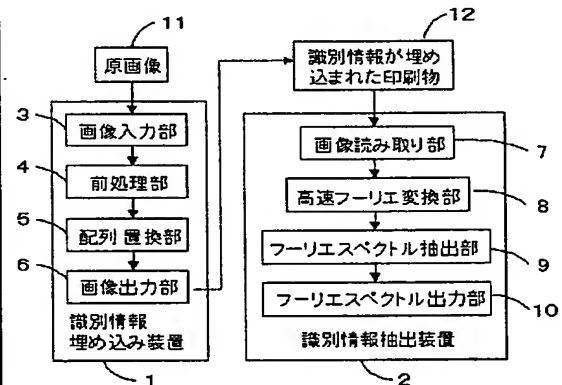 11
原画像
3
画像入力部
4
前処理部
5
配列置換部
6
画像出力部
識別情報
埋め込み装置
1
12
識別情報が埋め
込まれた印刷物
画像読み取り部
7
高速フーリエ変換部
8
フーリエスペクトル抽出部
9
フーリエスペクトル出力部
10
識別情報抽出装置
2